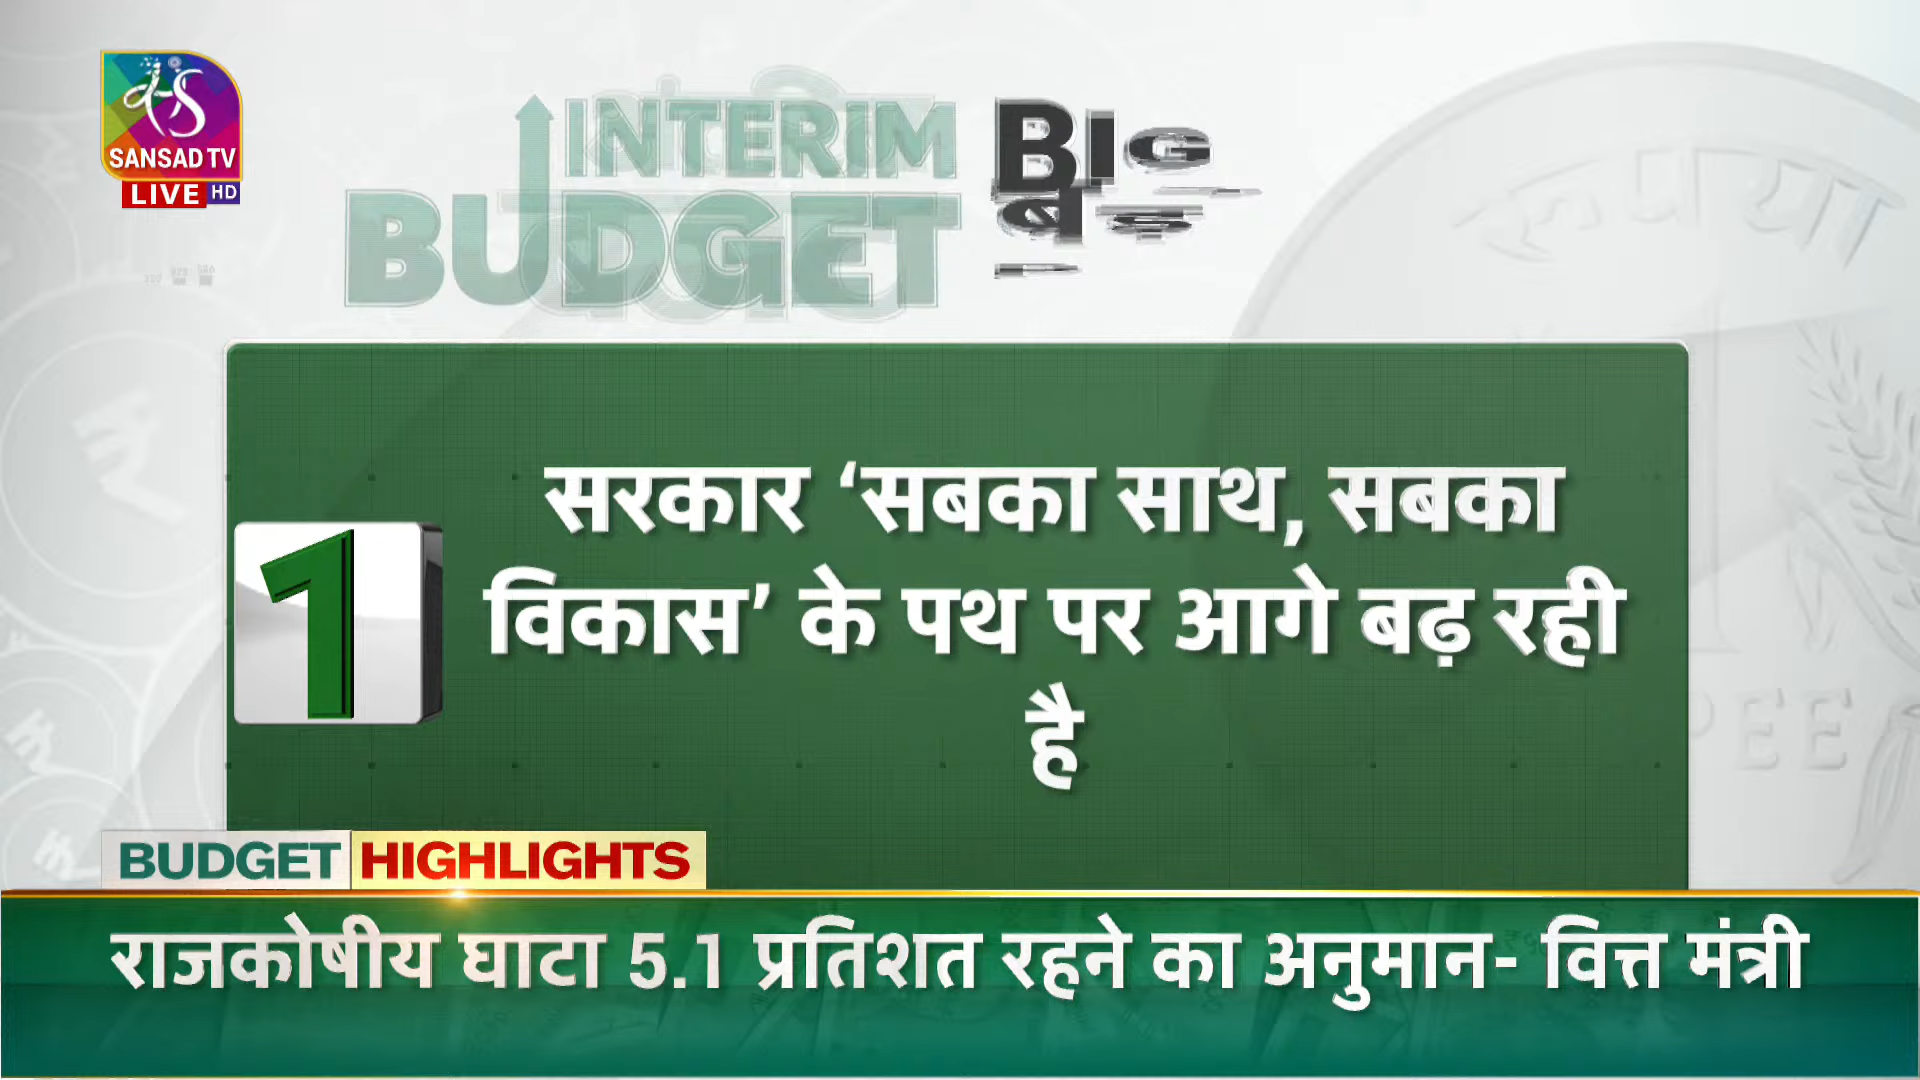 SANSAD TV
LIVE HD
INTERIM
BUDGET
BIG
1
सरकार ‘सबका साथ, सबका
विकास’ के पथ पर आगे बढ़ रही
है
BUDGET HIGHLIGHTS
राजकोषीय घाटा 5.1 प्रतिशत रहने का अनुमान- वित्त मंत्री